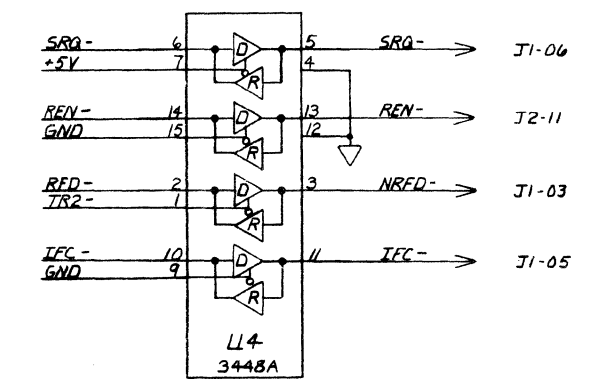 SRQ- 6 D 5 SRQ- J1-06
+5V 7 R 4
REN- 14 D 13 REN- J2-11
GND 15 R 12
RFD- 2 D 3 NRFD- J1-03
TR2- 1 R
IFC- 10 D 11 IFC- J1-05
GND 9 R
U4
3448A